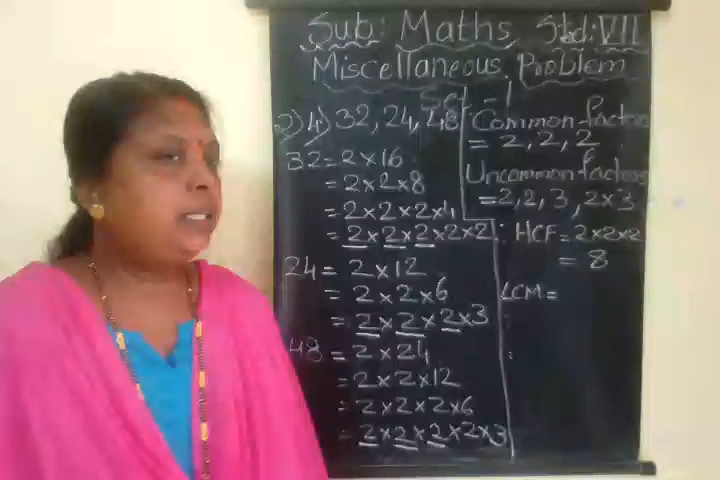 Sub: Maths Std: VII
Miscellaneous Problem
Set - 1
2) 4) 32, 24, 48
32 = 2 × 16
= 2 × 2 × 8
= 2 × 2 × 2 × 4
= 2 × 2 × 2 × 2 × 2
24 = 2 × 12
= 2 × 2 × 6
= 2 × 2 × 2 × 3
48 = 2 × 24
= 2 × 2 × 12
= 2 × 2 × 2 × 6
= 2 × 2 × 2 × 2 × 3
Common factors
= 2, 2, 2
Uncommon factors
= 2, 2, 3, 2 × 3
∴ HCF = 2 × 2 × 2
= 8
LCM =